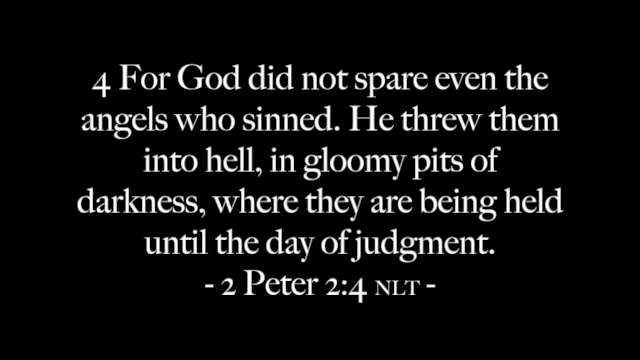 4 For God did not spare even the
angels who sinned. He threw them
into hell, in gloomy pits of
darkness, where they are being held
until the day of judgment.
- 2 Peter 2:4 NLT -